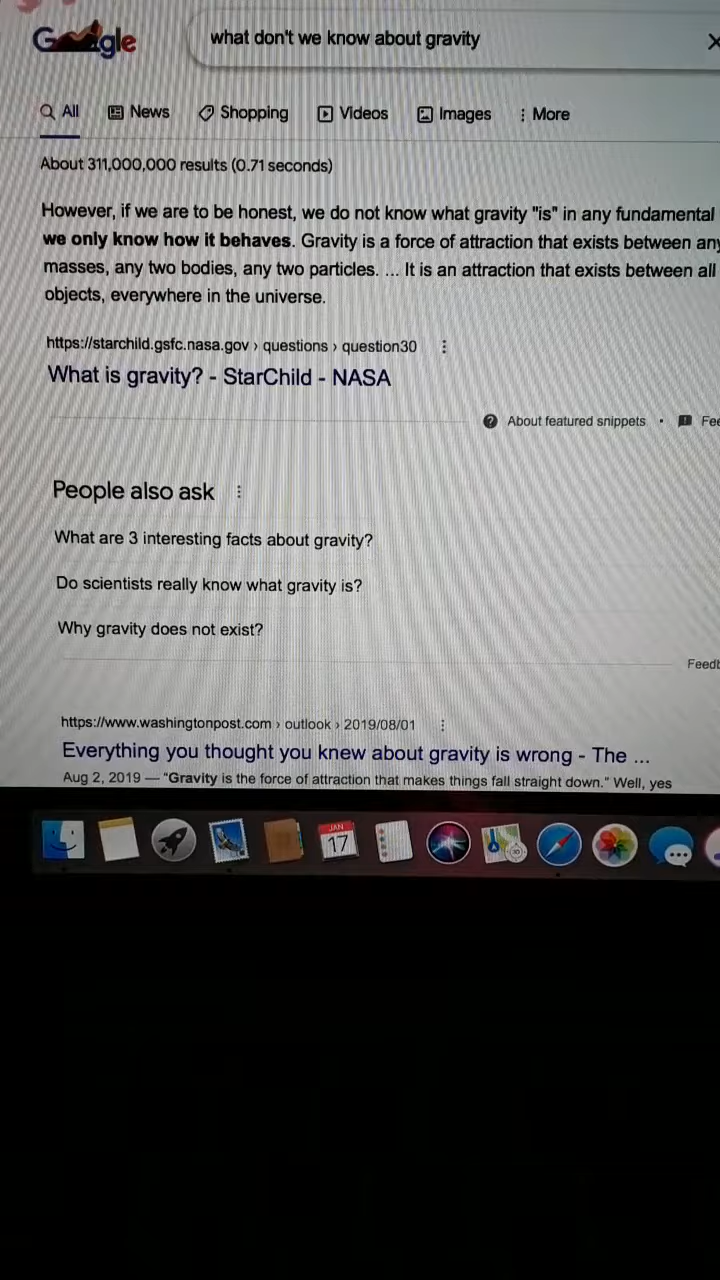 Google
what don't we know about gravity
All News Shopping Videos Images More
About 311,000,000 results (0.71 seconds)
However, if we are to be honest, we do not know what gravity "is" in any fundamental
we only know how it behaves. Gravity is a force of attraction that exists between any
masses, any two bodies, any two particles. ... It is an attraction that exists between all
objects, everywhere in the universe.
https://starchild.gsfc.nasa.gov › questions › question30
What is gravity? - StarChild - NASA
About featured snippets •
People also ask
What are 3 interesting facts about gravity?
Do scientists really know what gravity is?
Why gravity does not exist?
https://www.washingtonpost.com › outlook › 2019/08/01
Everything you thought you knew about gravity is wrong - The ...
Aug 2, 2019 — "Gravity is the force of attraction that makes things fall straight down." Well, yes
JAN
17